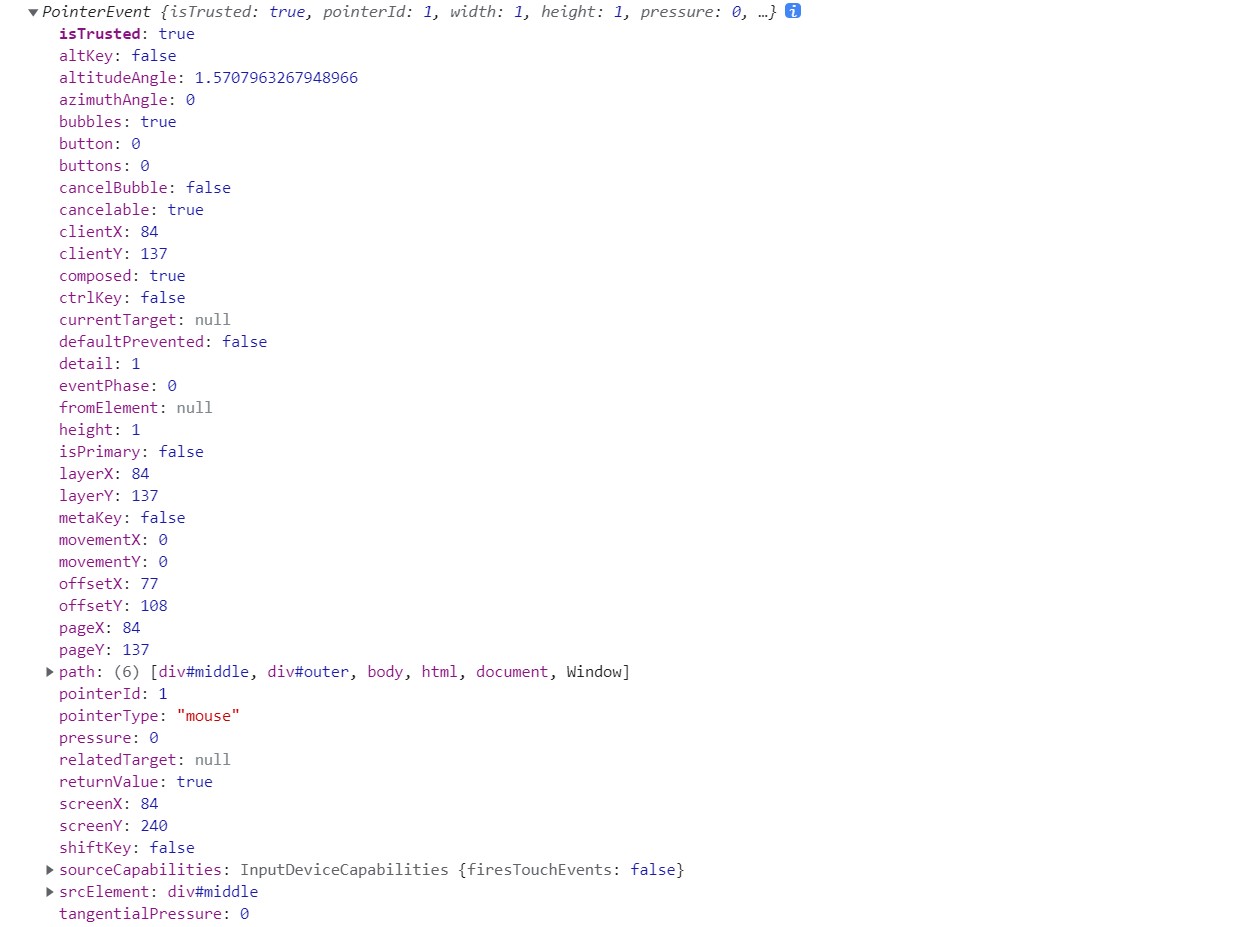 ▼PointerEvent {isTrusted: true, pointerId: 1, width: 1, height: 1, pressure: 0, …} i
isTrusted: true
altKey: false
altitudeAngle: 1.5707963267948966
azimuthAngle: 0
bubbles: true
button: 0
buttons: 0
cancelBubble: false
cancelable: true
clientX: 84
clientY: 137
composed: true
ctrlKey: false
currentTarget: null
defaultPrevented: false
detail: 1
eventPhase: 0
fromElement: null
height: 1
isPrimary: false
layerX: 84
layerY: 137
metaKey: false
movementX: 0
movementY: 0
offsetX: 77
offsetY: 108
pageX: 84
pageY: 137
▶path: (6) [div#middle, div#outer, body, html, document, Window]
pointerId: 1
pointerType: "mouse"
pressure: 0
relatedTarget: null
returnValue: true
screenX: 84
screenY: 240
shiftKey: false
▶sourceCapabilities: InputDeviceCapabilities {firesTouchEvents: false}
▶srcElement: div#middle
tangentialPressure: 0